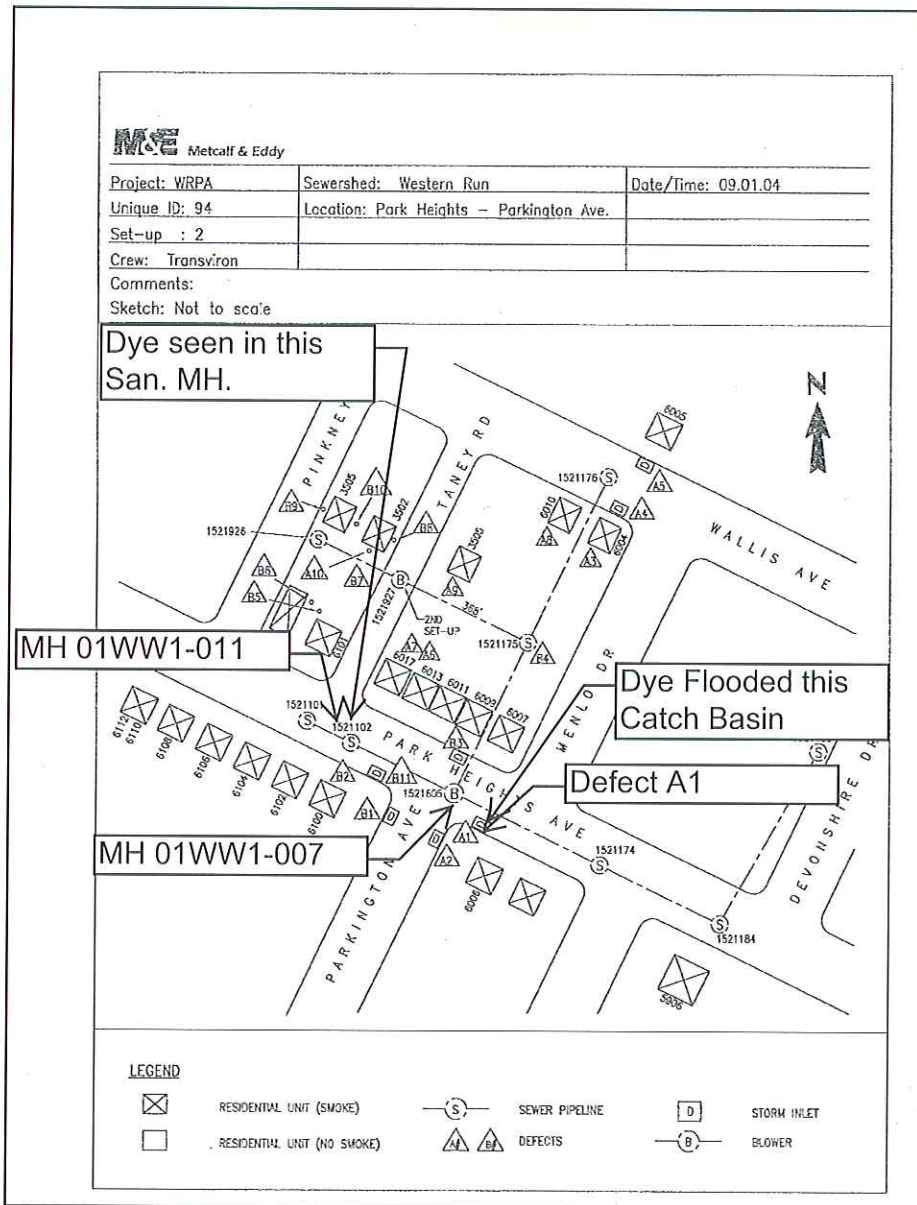 M&E Metcalf & Eddy
Project: WRPA
Sewershed: Western Run
Date/Time: 09.01.04
Unique ID: 94
Location: Park Heights – Parkington Ave.
Set-up : 2
Crew: Transviron
Comments:
Sketch: Not to scale
Dye seen in this
San. MH.
N
6005
PINKNEY
TANEY RD
WALLIS AVE
D
A5
B10
3505
3502
B9
B8
1521176
S
6010
D
A4
A8
6004
A3
1521926
S
3505
A9
B6
A10
B7
B
1521927
368'
B5
2ND
SET-UP
1521175
S
B4
MH 01WW1-011
6101
A7
A6
6017
6013
6011
6009
6007
MENLO DR
Dye Flooded this
Catch Basin
1521101
S
1521102
S
PARK HEIGHTS AVE
B3
D
S
DEVONSHIRE DR
6112
6110
6108
6106
6104
6102
6100
B2
D
B11
1521605
B
Defect A1
B1
D
D
A1
D
A2
MH 01WW1-007
1521174
S
6006
PARKINGTON AVE
S
1521184
5906
LEGEND
RESIDENTIAL UNIT (SMOKE)
S
SEWER PIPELINE
D
STORM INLET
RESIDENTIAL UNIT (NO SMOKE)
A#
B#
DEFECTS
B
BLOWER